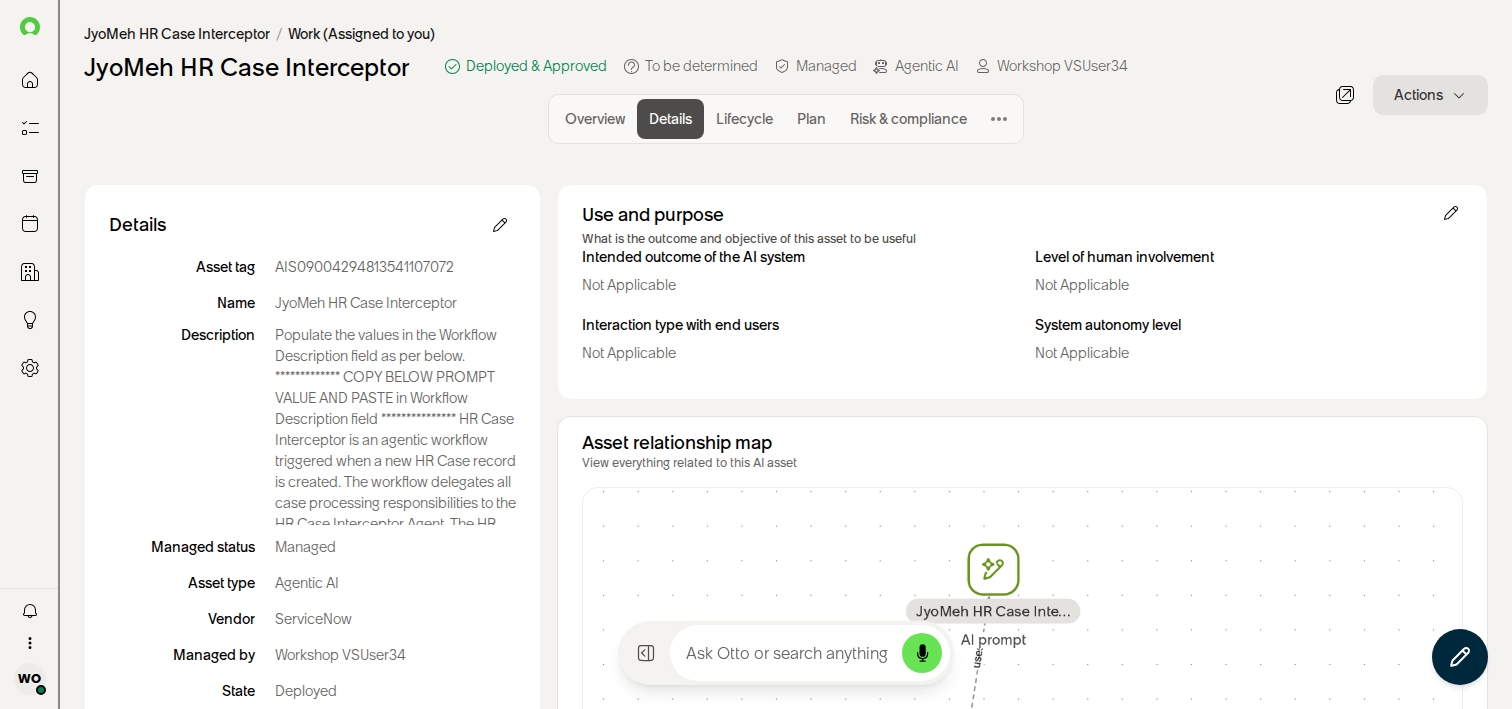 JyoMeh HR Case Interceptor / Work (Assigned to you)
JyoMeh HR Case Interceptor
Deployed & Approved
To be determined
Managed
Agentic AI
Workshop VSUser34
Actions
Overview
Details
Lifecycle
Plan
Risk & compliance
Details
Asset tag
AIS09004294813541107072
Name
JyoMeh HR Case Interceptor
Description
Populate the values in the Workflow
Description field as per below.
************* COPY BELOW PROMPT
VALUE AND PASTE in Workflow
Description field *************** HR Case
Interceptor is an agentic workflow
triggered when a new HR Case record
is created. The workflow delegates all
case processing responsibilities to the
HR Case Interceptor Agent. The HR
Managed status
Managed
Asset type
Agentic AI
Vendor
ServiceNow
Managed by
Workshop VSUser34
State
Deployed
Use and purpose
What is the outcome and objective of this asset to be useful
Intended outcome of the AI system
Not Applicable
Level of human involvement
Not Applicable
Interaction type with end users
Not Applicable
System autonomy level
Not Applicable
Asset relationship map
View everything related to this AI asset
JyoMeh HR Case Inte...
AI prompt
use:
Ask Otto or search anything
WO